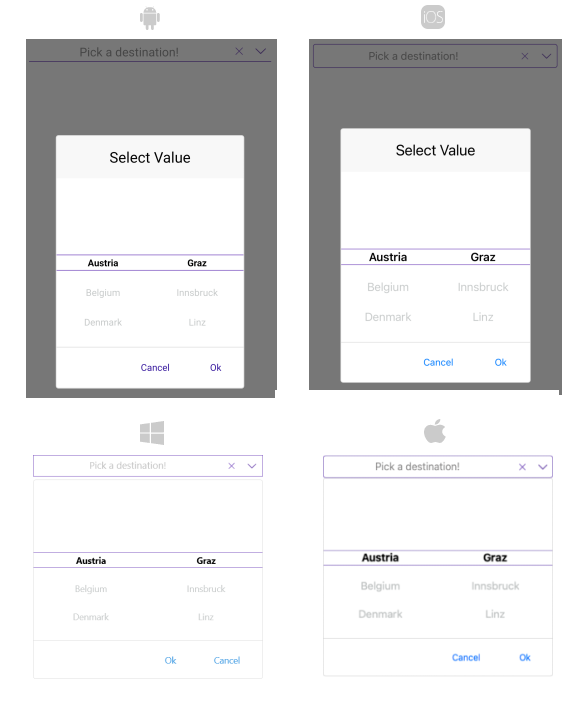 iOS
Pick a destination!
Select Value
Austria Graz
Belgium Innsbruck
Denmark Linz
Cancel Ok
Pick a destination!
Select Value
Austria Graz
Belgium Innsbruck
Denmark Linz
Cancel Ok
Pick a destination!
Austria Graz
Belgium Innsbruck
Denmark Linz
Ok Cancel
Pick a destination!
Austria Graz
Belgium Innsbruck
Denmark Linz
Cancel Ok